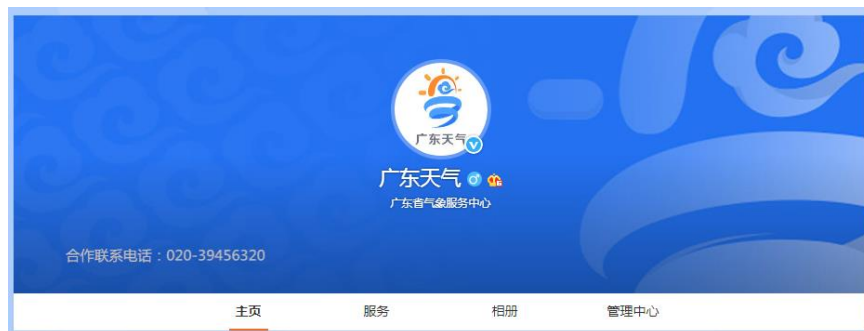 广东天气
广东天气
广东省气象服务中心
合作联系电话：020-39456320
主页 服务 相册 管理中心